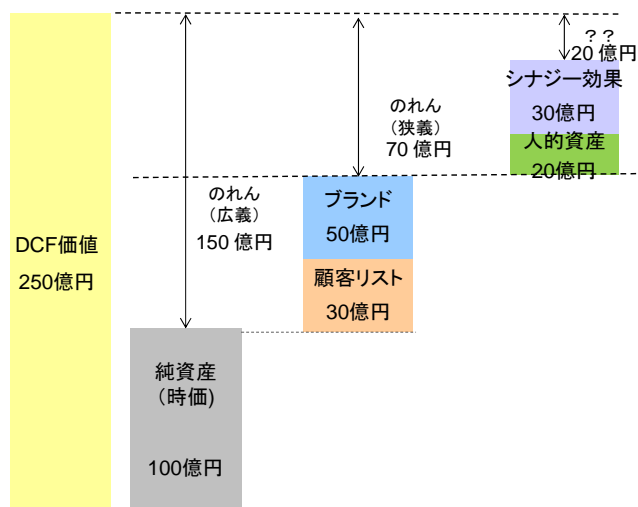 DCF価値
250億円
純資産
（時価)
100億円
のれん
（広義）
150 億円
ブランド
50億円
顧客リスト
30億円
のれん
（狭義）
70 億円
？？
20 億円
シナジー効果
30億円
人的資産
20億円